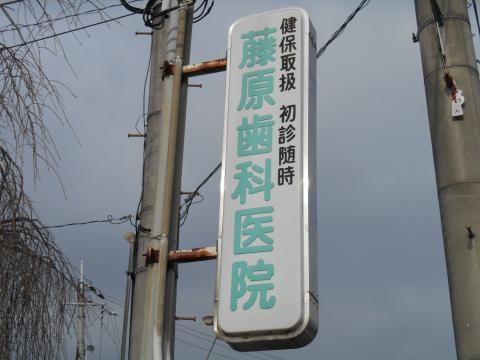 健保取扱 初診随時
藤原歯科医院